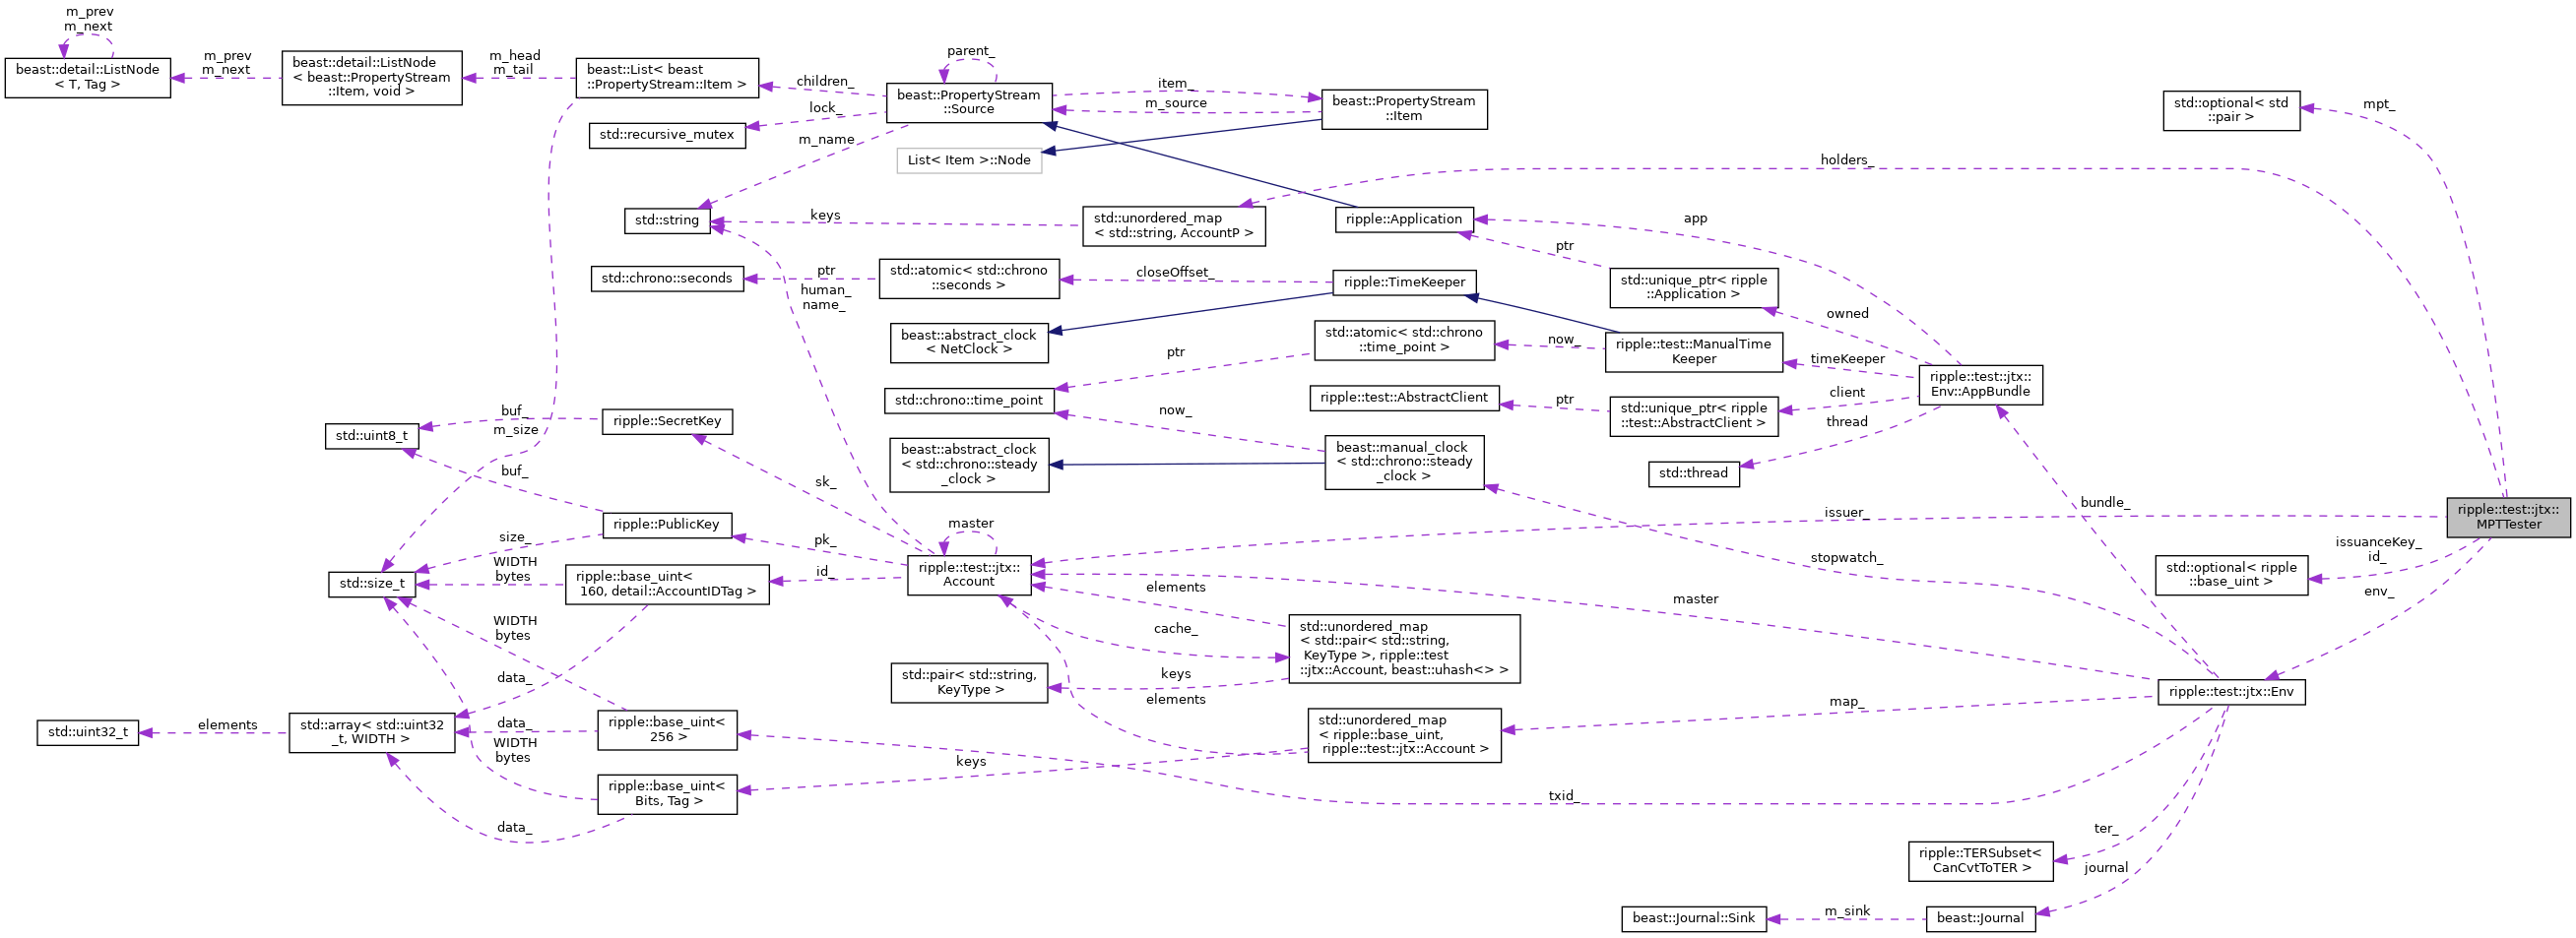 m_prev
m_next
beast::detail::ListNode
< T, Tag >
m_prev
m_next
beast::detail::ListNode
< beast::PropertyStream
::Item, void >
m_head
m_tail
beast::List< beast
::PropertyStream::Item >
children_
lock_
m_name
std::recursive_mutex
parent_
beast::PropertyStream
::Source
item_
m_source
beast::PropertyStream
::Item
List< Item >::Node
std::optional< std
::pair >
mpt_
holders_
std::string
keys
std::unordered_map
< std::string, AccountP >
ripple::Application
app
ptr
std::unique_ptr< ripple
::Application >
owned
std::chrono::seconds
ptr
std::atomic< std::chrono
::seconds >
closeOffset_
ripple::TimeKeeper
human_
name_
beast::abstract_clock
< NetClock >
ptr
std::atomic< std::chrono
::time_point >
now_
ripple::test::ManualTime
Keeper
timeKeeper
ripple::test::jtx::
Env::AppBundle
std::chrono::time_point
now_
ripple::test::AbstractClient
ptr
std::unique_ptr< ripple
::test::AbstractClient >
client
thread
std::thread
buf_
m_size
ripple::SecretKey
std::uint8_t
beast::abstract_clock
< std::chrono::steady
_clock >
beast::manual_clock
< std::chrono::steady
_clock >
buf_
sk_
bundle_
ripple::test::jtx::
MPTTester
issuer_
ripple::PublicKey
size_
pk_
master
ripple::test::jtx::
Account
stopwatch_
issuanceKey_
id_
std::optional< ripple
::base_uint >
env_
std::size_t
WIDTH
bytes
ripple::base_uint<
160, detail::AccountIDTag >
id_
elements
master
WIDTH
bytes
cache_
std::unordered_map
< std::pair< std::string,
KeyType >, ripple::test
::jtx::Account, beast::uhash<> >
data_
std::pair< std::string,
KeyType >
keys
elements
ripple::test::jtx::Env
map_
std::uint32_t
elements
std::array< std::uint32
_t, WIDTH >
data_
WIDTH
bytes
ripple::base_uint<
256 >
std::unordered_map
< ripple::base_uint,
ripple::test::jtx::Account >
keys
ripple::base_uint<
Bits, Tag >
txid_
data_
ter_
ripple::TERSubset<
CanCvtToTER >
journal
beast::Journal::Sink
m_sink
beast::Journal